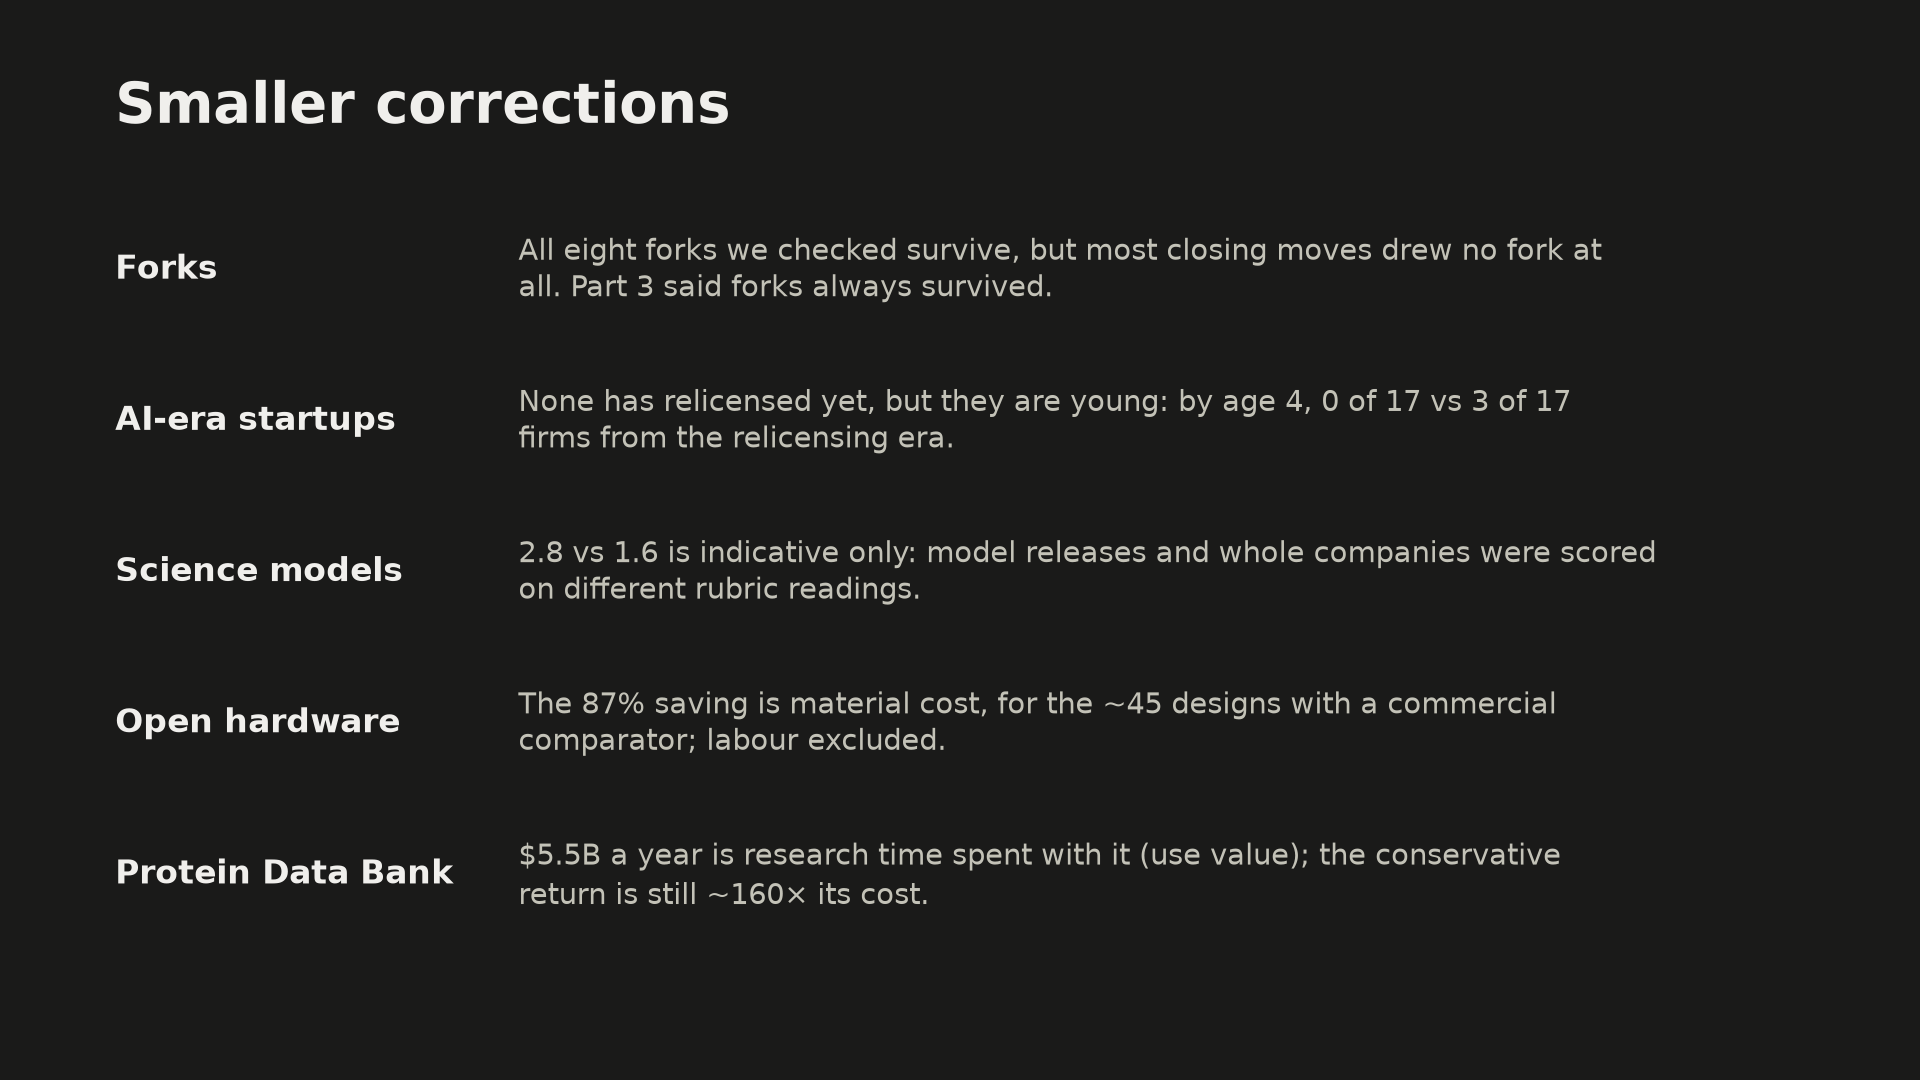 Smaller corrections
Forks
All eight forks we checked survive, but most closing moves drew no fork at
all. Part 3 said forks always survived.
AI-era startups
None has relicensed yet, but they are young: by age 4, 0 of 17 vs 3 of 17
firms from the relicensing era.
Science models
2.8 vs 1.6 is indicative only: model releases and whole companies were scored
on different rubric readings.
Open hardware
The 87% saving is material cost, for the ~45 designs with a commercial
comparator; labour excluded.
Protein Data Bank
$5.5B a year is research time spent with it (use value); the conservative
return is still ~160× its cost.